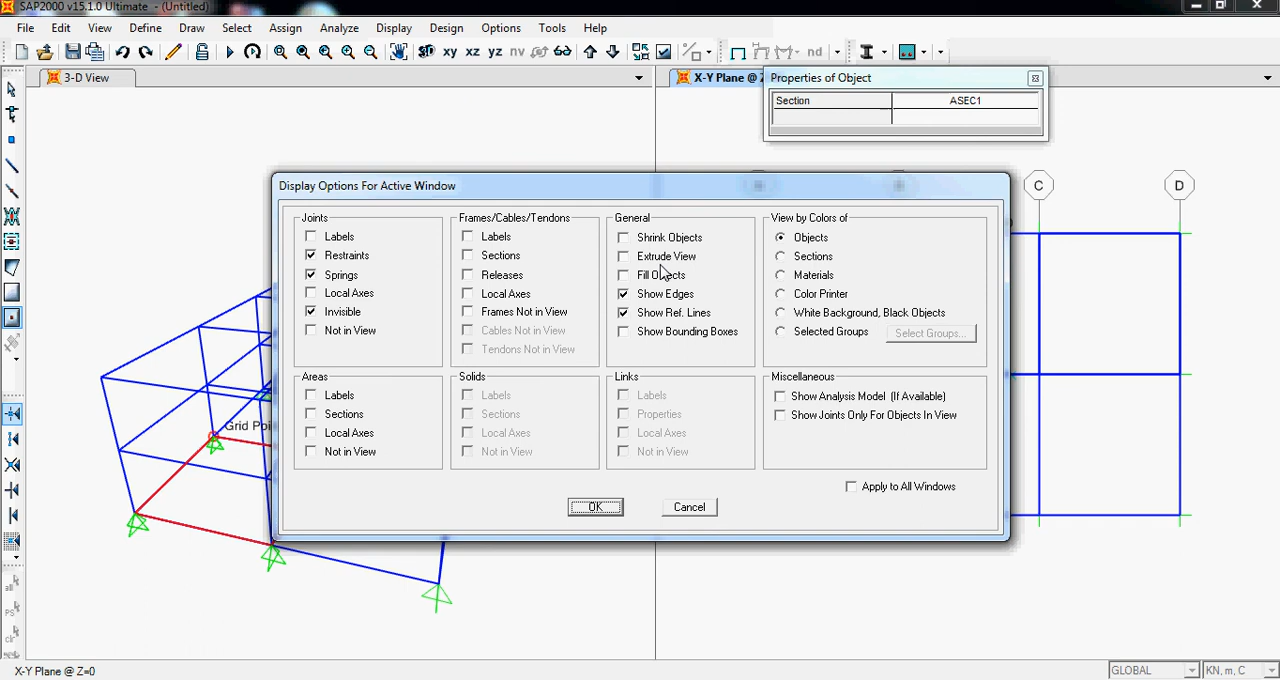 SAP2000 v15.1.0 Ultimate - (Untitled)
File Edit View Define Draw Select Assign Analyze Display Design Options Tools Help
3-D xy xz yz nv nd
3-D View
X-Y Plane @ Z
Properties of Object
Section ASEC1
Display Options For Active Window
Joints
Labels
Restraints
Springs
Local Axes
Invisible
Not in View
Frames/Cables/Tendons
Labels
Sections
Releases
Local Axes
Frames Not in View
Cables Not in View
Tendons Not in View
General
Shrink Objects
Extrude View
Fill Objects
Show Edges
Show Ref. Lines
Show Bounding Boxes
View by Colors of
Objects
Sections
Materials
Color Printer
White Background, Black Objects
Selected Groups
Select Groups...
Areas
Labels
Sections
Local Axes
Not in View
Solids
Labels
Sections
Local Axes
Not in View
Links
Labels
Properties
Local Axes
Not in View
Miscellaneous
Show Analysis Model (If Available)
Show Joints Only For Objects In View
Apply to All Windows
OK Cancel
C D
Grid Poi
all
PS
clr
X-Y Plane @ Z=0
GLOBAL
KN, m, C